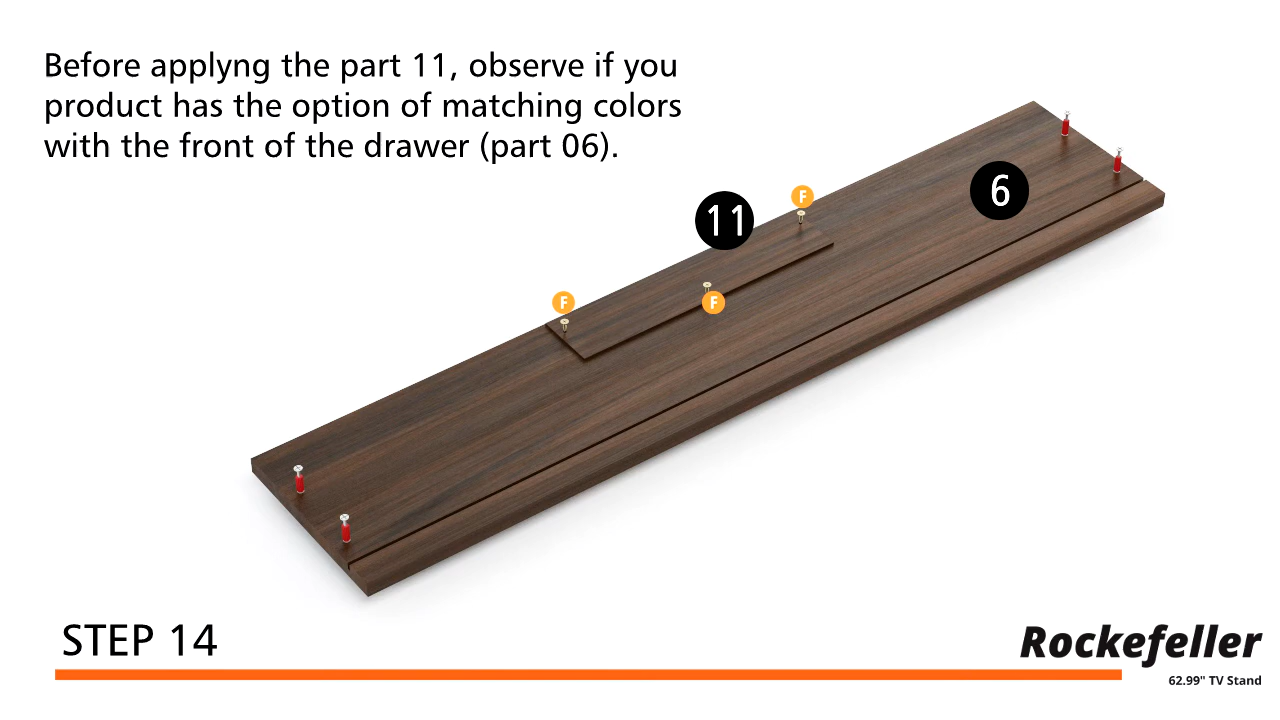 Before applyng the part 11, observe if you
product has the option of matching colors
with the front of the drawer (part 06).
6
11
F
F
F
STEP 14
Rockefeller
62.99" TV Stand